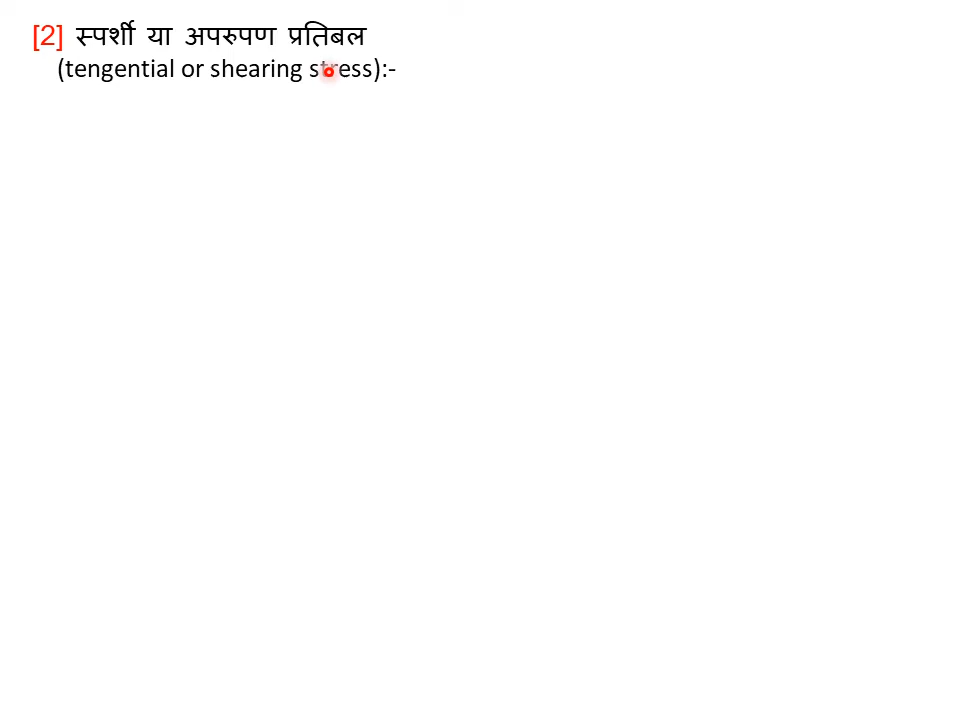 [2] स्पर्शी या अपरुपण प्रतिबल
(tengential or shearing stress):-